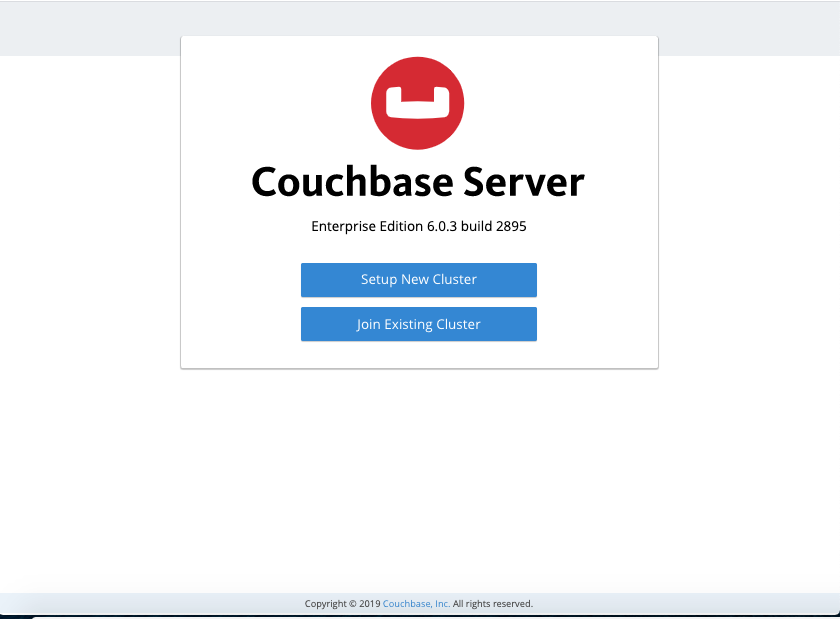 Couchbase Server
Enterprise Edition 6.0.3 build 2895
Setup New Cluster
Join Existing Cluster
Copyright © 2019 Couchbase, Inc. All rights reserved.